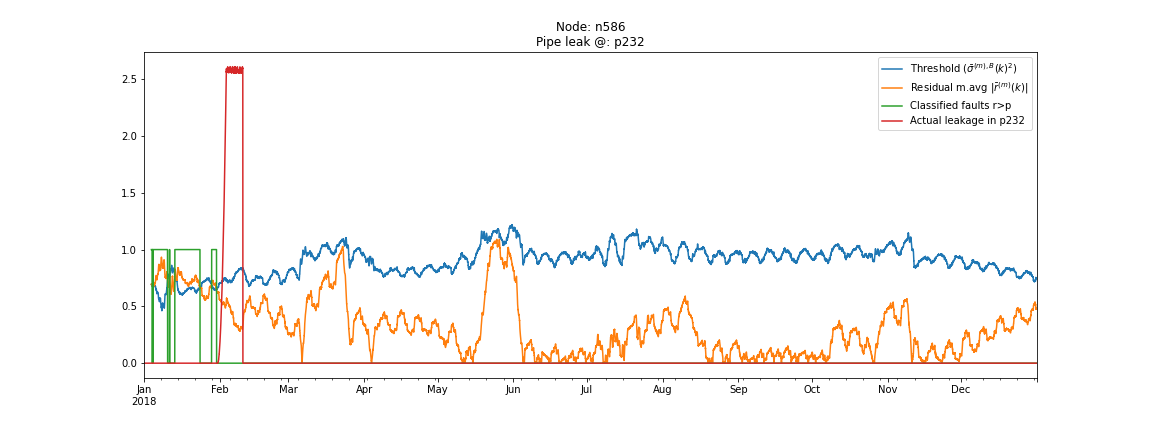 Node: n586
Pipe leak @: p232
Threshold (σ̄^(m),B(k)²)
Residual m.avg |r̄^(m)(k)|
Classified faults r>p
Actual leakage in p232
2.5
2.0
1.5
1.0
0.5
0.0
Jan Feb Mar Apr May Jun Jul Aug Sep Oct Nov Dec
2018